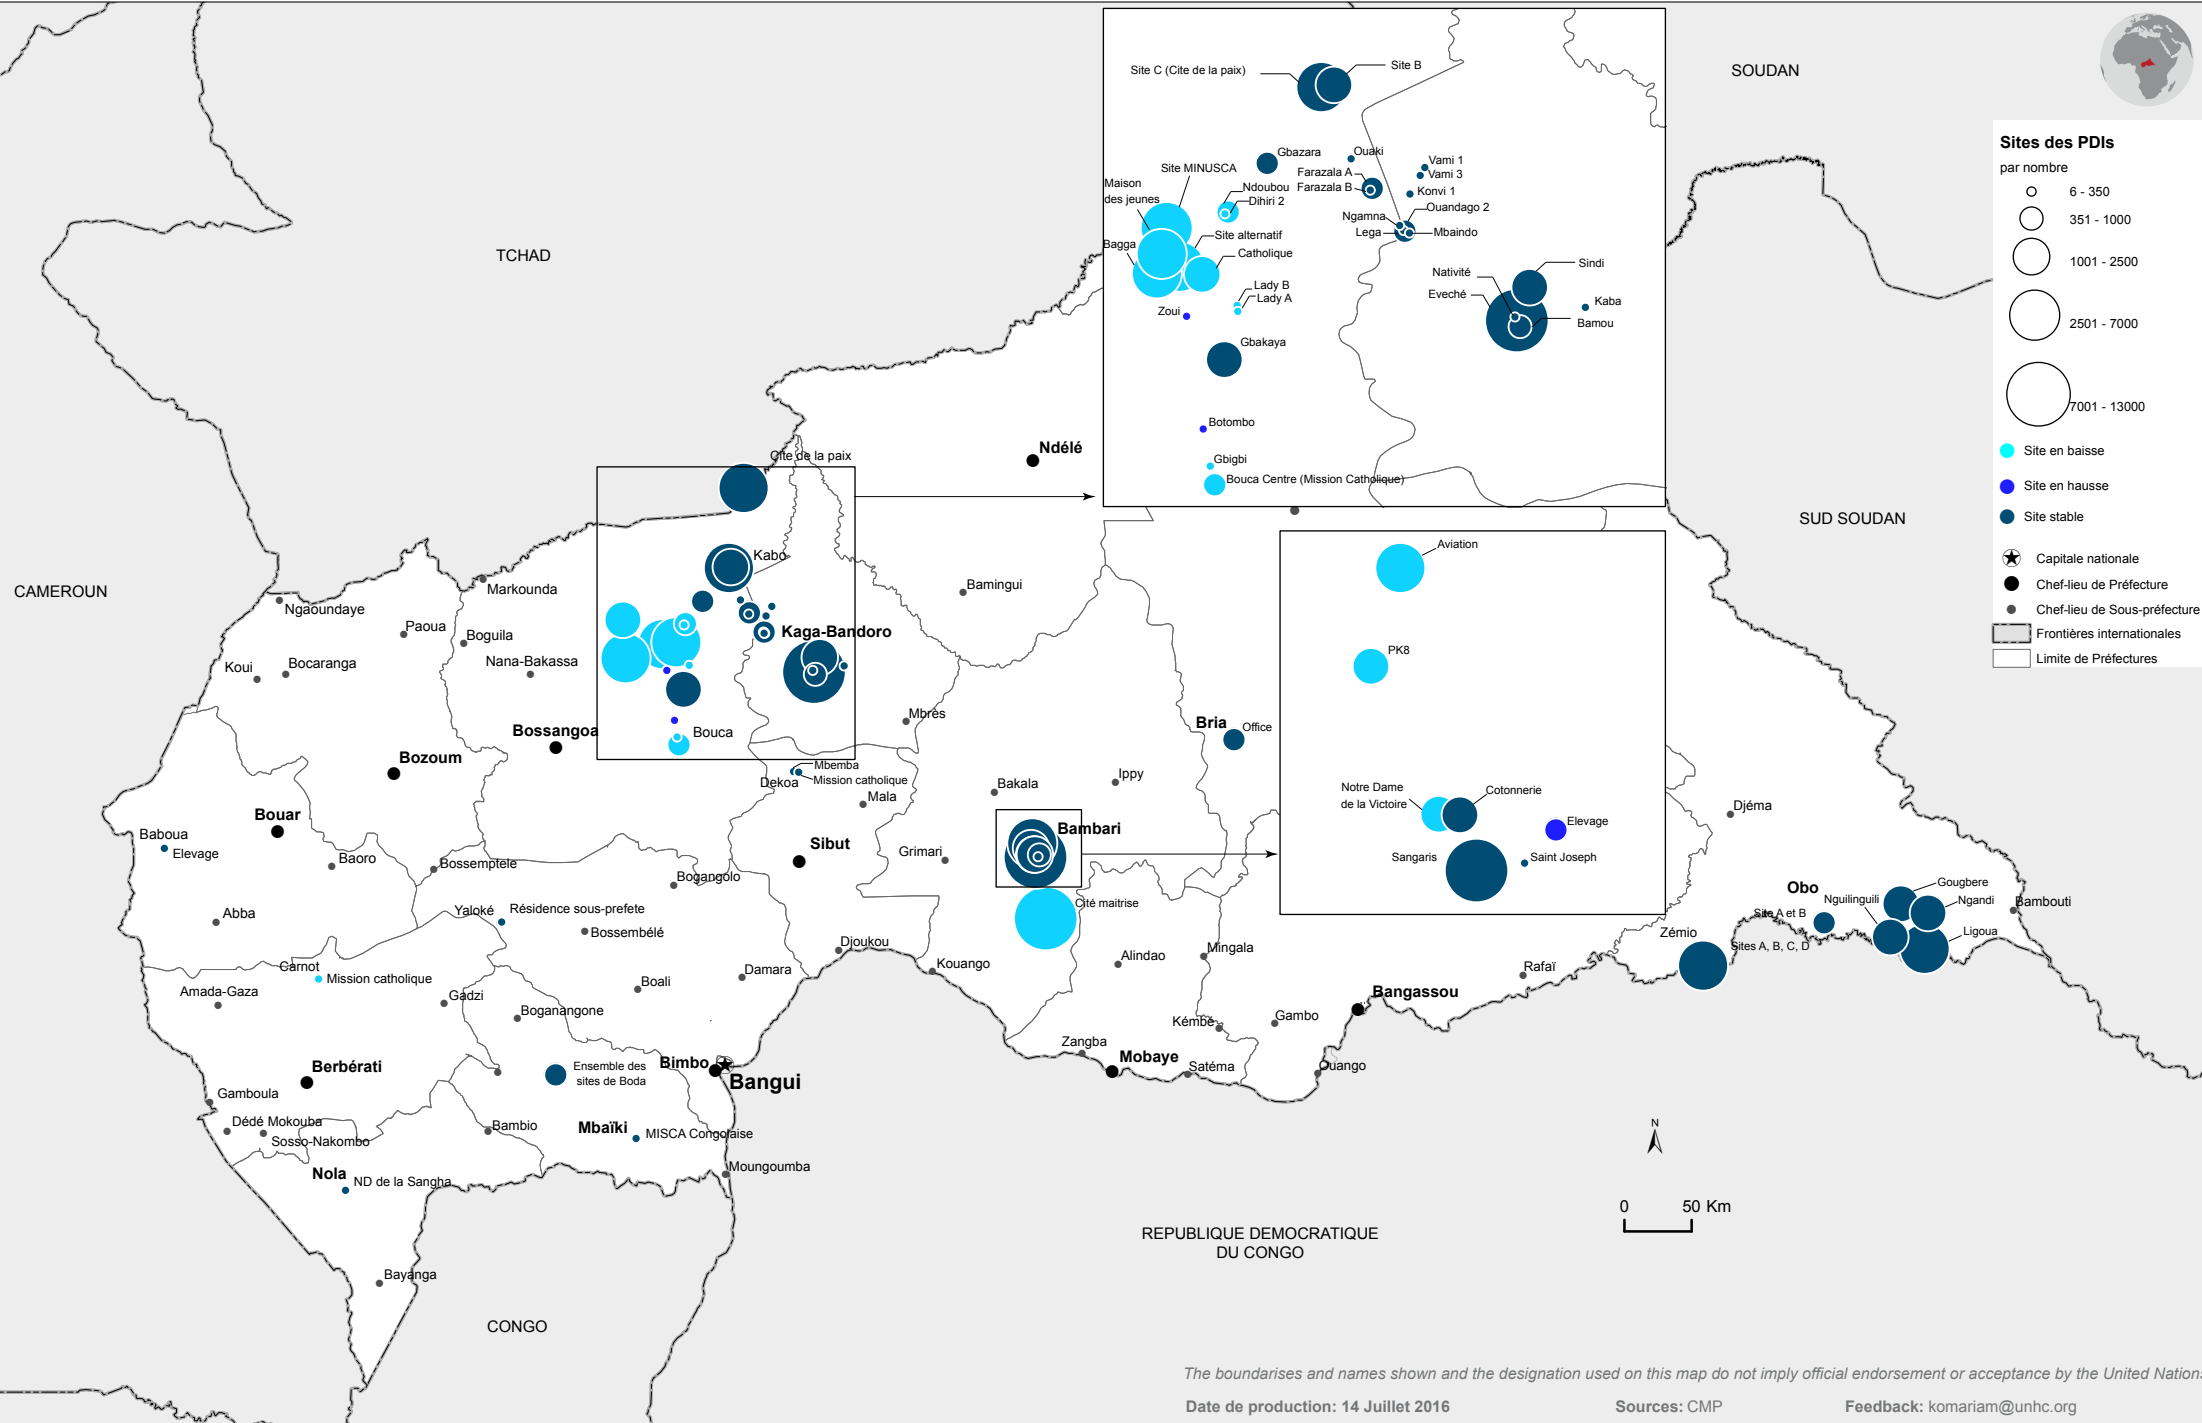 SOUDAN
TCHAD
CAMEROUN
SUD SOUDAN
REPUBLIQUE DEMOCRATIQUE
DU CONGO
CONGO
Sites des PDIs
par nombre
6 - 350
351 - 1000
1001 - 2500
2501 - 7000
7001 - 13000
Site en baisse
Site en hausse
Site stable
Capitale nationale
Chef-lieu de Préfecture
Chef-lieu de Sous-préfecture
Frontières internationales
Limite de Préfectures
Site C (Cite de la paix)
Site B
Gbazara
Ouaki
Site MINUSCA
Farazala A
Farazala B
Vami 1
Vami 3
Konvi 1
Maison
des jeunes
Ndoubou
Dihiri 2
Ouandago 2
Ngamna
Lega
Mbaindo
Site alternatif
Bagga
Catholique
Sindi
Nativité
Eveché
Kaba
Bamou
Lady B
Lady A
Zoui
Gbakaya
Botombo
Gbigbi
Bouca Centre (Mission Catholique)
Aviation
PK8
Notre Dame
de la Victoire
Cotonnerie
Elevage
Sangaris
Saint Joseph
Ndélé
Cite de la paix
Kabo
Bamingui
Markounda
Ngaoundaye
Paoua
Boguila
Nana-Bakassa
Kaga-Bandoro
Koui
Bocaranga
Mbrès
Bria
Office
Bossangoa
Bouca
Bozoum
Mbemba
Dekoa
Mission catholique
Mala
Bakala
Ippy
Djéma
Bouar
Baboua
Elevage
Baoro
Bossemptele
Sibut
Grimari
Bambari
Bogangolo
Cité maitrise
Obo
Nguilinguili
Gougbere
Ngandi
Bambouti
Site A et B
Ligoua
Zémio
Sites A, B, C, D
Abba
Yaloké
Résidence sous-prefete
Bossembélé
Djoukou
Mingala
Alindao
Kouango
Rafaï
Carnot
Mission catholique
Amada-Gaza
Gadzi
Boali
Damara
Boganangone
Bangassou
Kémbé
Gambo
Zangba
Mobaye
Satéma
Ouango
Berbérati
Ensemble des
sites de Boda
Bimbo
Bangui
Gamboula
Dédé Mokouba
Sosso-Nakombo
Bambio
Mbaïki
MISCA Congolaise
Moungoumba
Nola
ND de la Sangha
Bayanga
N
0 50 Km
The boundarises and names shown and the designation used on this map do not imply official endorsement or acceptance by the United Nations
Date de production: 14 Juillet 2016 Sources: CMP Feedback: komariam@unhc.org